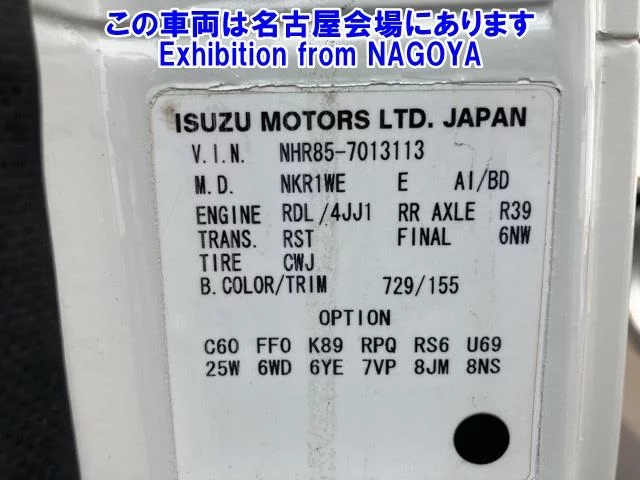 この車両は名古屋会場にあります
Exhibition from NAGOYA
ISUZU MOTORS LTD. JAPAN
V.I.N. NHR85-7013113
M.D. NKR1WE E AI/BD
ENGINE RDL/4JJ1 RR AXLE R39
TRANS. RST FINAL 6NW
TIRE CWJ
B.COLOR/TRIM 729/155
OPTION
C60 FF0 K89 RPQ RS6 U69
25W 6WD 6YE 7VP 8JM 8NS